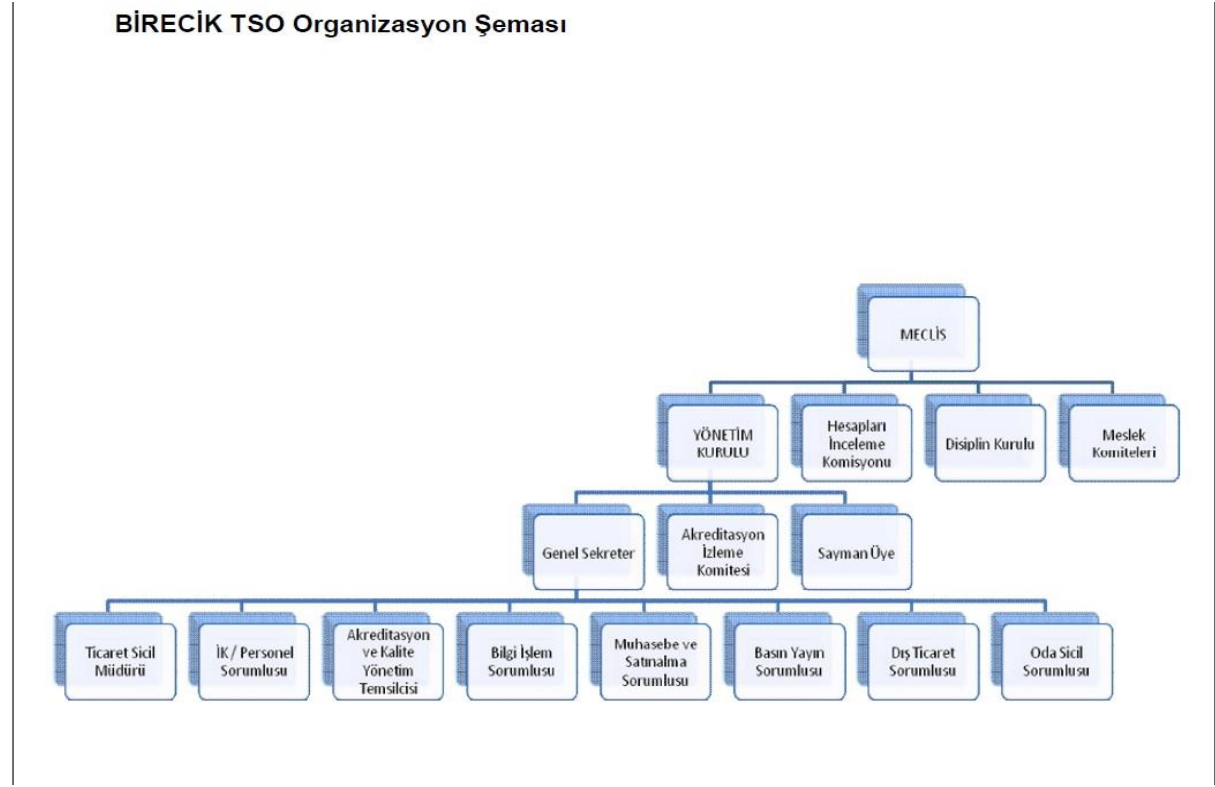 BİRECİK TSO Organizasyon Şeması
MECLİS
YÖNETİM
KURULU
Hesapları
İnceleme
Komisyonu
Disiplin Kurulu
Meslek
Komiteleri
Genel Sekreter
Akreditasyon
İzleme
Komitesi
Sayman Üye
Ticaret Sicil
Müdürü
İK / Personel
Sorumlusu
Akreditasyon
ve Kalite
Yönetim
Temsilcisi
Bilgi İşlem
Sorumlusu
Muhasebe ve
Satınalma
Sorumlusu
Basın Yayın
Sorumlusu
Dış Ticaret
Sorumlusu
Oda Sicil
Sorumlusu